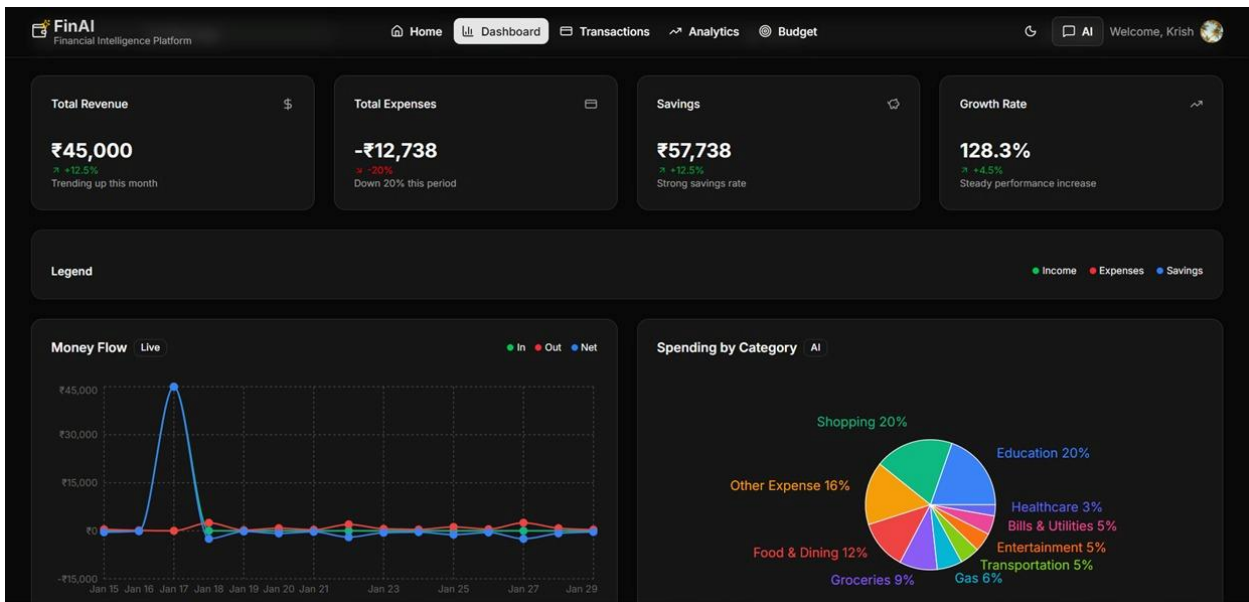 FinAI
Financial Intelligence Platform
Home
Dashboard
Transactions
Analytics
Budget
AI
Welcome, Krish
Total Revenue
$
₹45,000
+12.5%
Trending up this month
Total Expenses
-₹12,738
-20%
Down 20% this period
Savings
₹57,738
+12.5%
Strong savings rate
Growth Rate
128.3%
+4.5%
Steady performance increase
Legend
Income
Expenses
Savings
Money Flow
Live
In
Out
Net
₹45,000
₹30,000
₹15,000
₹0
-₹15,000
Jan 15 Jan 16 Jan 17 Jan 18 Jan 19 Jan 20 Jan 21 Jan 23 Jan 25 Jan 27 Jan 29
Spending by Category
AI
Shopping 20%
Education 20%
Other Expense 16%
Healthcare 3%
Bills & Utilities 5%
Entertainment 5%
Food & Dining 12%
Transportation 5%
Groceries 9%
Gas 6%